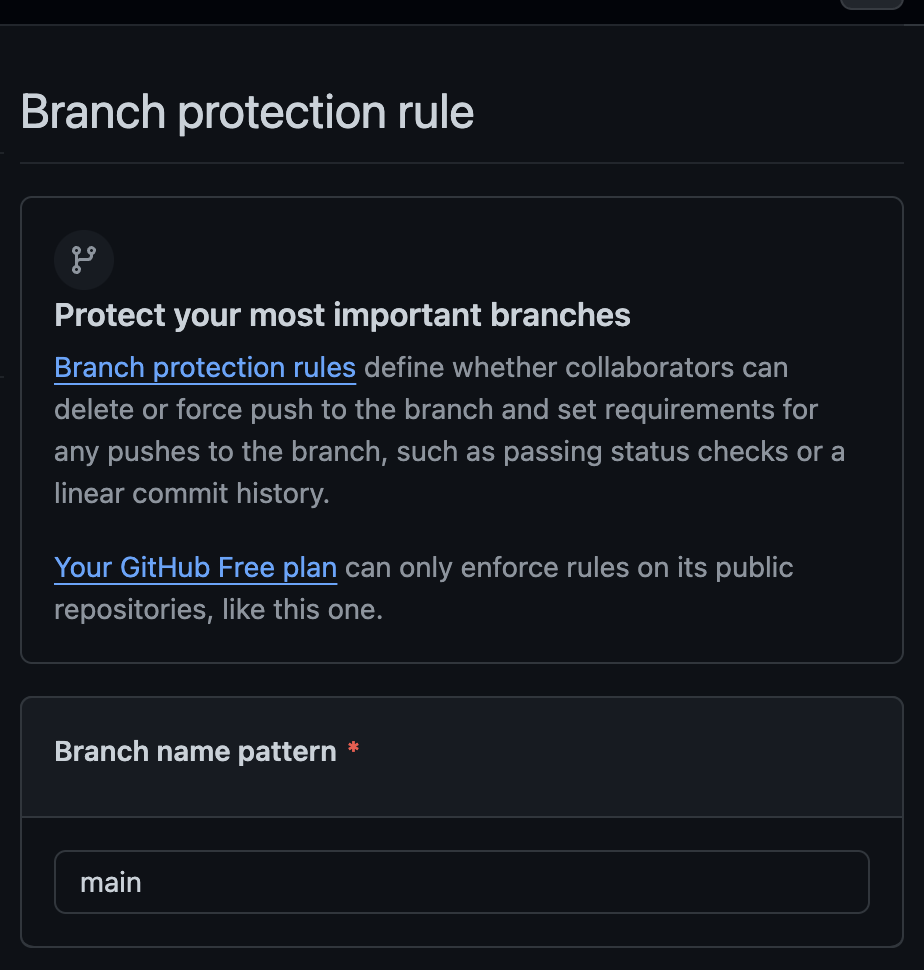 Branch protection rule
Protect your most important branches
Branch protection rules define whether collaborators can
delete or force push to the branch and set requirements for
any pushes to the branch, such as passing status checks or a
linear commit history.
Your GitHub Free plan can only enforce rules on its public
repositories, like this one.
Branch name pattern *
main